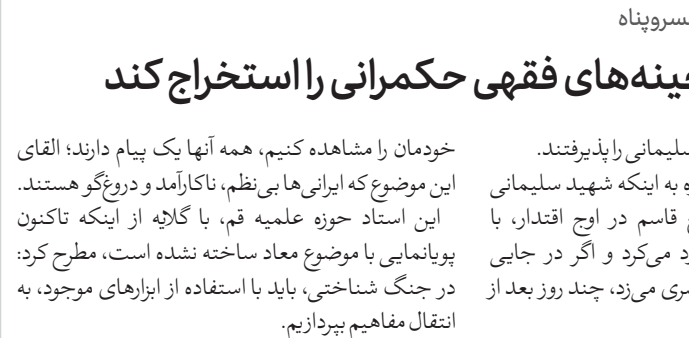 سروپناه
ینه‌های فقهی حکمرانی را استخراج کند
سلیمانی را پذیرفتند.
ه به اینکه شهید سلیمانی
قاسم در اوج اقتدار، با
د می‌کرد و اگر در جایی
سری می‌زد، چند روز بعد از
خودمان را مشاهده کنیم، همه آنها یک پیام دارند؛ القای
این موضوع که ایرانی‌ها بی‌نظم، ناکارآمد و دروغ‌گو هستند.
این استاد حوزه علمیه قم، با گلایه از اینکه تاکنون
پویانمایی با موضوع معاد ساخته نشده است، مطرح کرد:
در جنگ شناختی، باید با استفاده از ابزارهای موجود، به
انتقال مفاهیم بپردازیم.